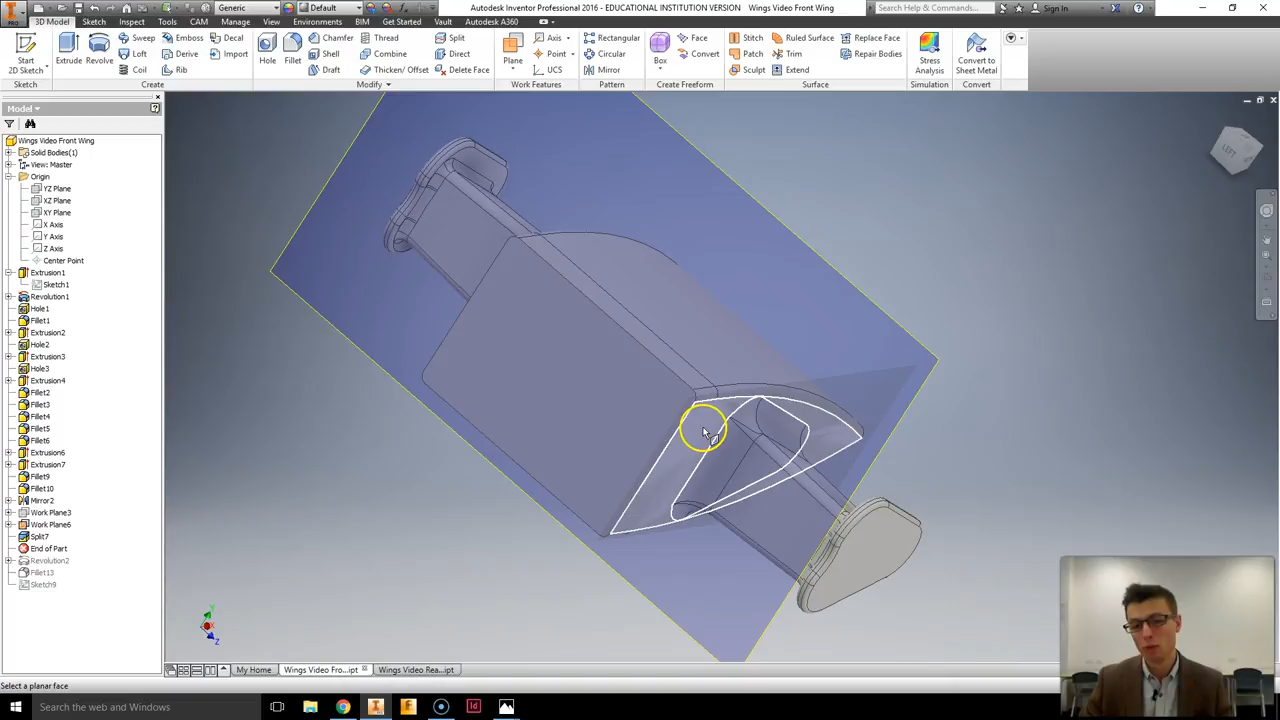 Generic
Default
Autodesk Inventor Professional 2016 - EDUCATIONAL INSTITUTION VERSION Wings Video Front Wing
Search Help & Commands...
Sign In
PRO
3D Model Sketch Inspect Tools CAM Manage View Environments BIM Get Started Vault Autodesk A360
Start
2D Sketch
Sketch
Extrude
Revolve
Sweep
Loft
Coil
Emboss
Derive
Rib
Decal
Import
Create
Hole
Fillet
Chamfer
Shell
Draft
Thread
Combine
Thicken/ Offset
Split
Direct
Delete Face
Modify
Plane
Axis
Point
UCS
Work Features
Rectangular
Circular
Mirror
Pattern
Box
Face
Convert
Create Freeform
Stitch
Patch
Sculpt
Ruled Surface
Trim
Extend
Replace Face
Repair Bodies
Surface
Stress
Analysis
Simulation
Convert to
Sheet Metal
Convert
Model
Wings Video Front Wing
Solid Bodies(1)
View: Master
Origin
YZ Plane
XZ Plane
XY Plane
X Axis
Y Axis
Z Axis
Center Point
Extrusion1
Sketch1
Revolution1
Hole1
Fillet1
Extrusion2
Hole2
Extrusion3
Hole3
Extrusion4
Fillet2
Fillet3
Fillet4
Fillet5
Fillet6
Extrusion6
Extrusion7
Fillet9
Fillet10
Mirror2
Work Plane3
Work Plane6
Split7
End of Part
Revolution2
Fillet13
Sketch9
LEFT
Y
X
Z
My Home
Wings Video Fro...ipt
Wings Video Rea...ipt
Select a planar face
Search the web and Windows